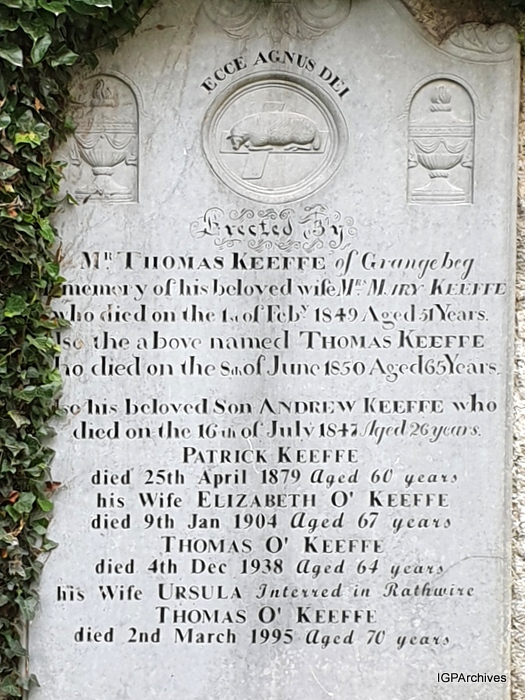 ECCE AGNUS DEI
Erected By
Mr. THOMAS KEEFFE of Grangebeg
memory of his beloved wife Mrs MARY KEEFFE
who died on the 1st of Feby 1849 Aged 51 Years.
so the above named THOMAS KEEFFE
ho died on the 8th of June 1850 Aged 65 Years.
so his beloved Son ANDREW KEEFFE who
died on the 16th of July 1847 Aged 26 years.
PATRICK KEEFFE
died 25th April 1879 Aged 60 years
his Wife ELIZABETH O' KEEFFE
died 9th Jan 1904 Aged 67 years
THOMAS O' KEEFFE
died 4th Dec 1938 Aged 64 years
his Wife URSULA Interred in Rathwire
THOMAS O' KEEFFE
died 2nd March 1995 Aged 70 years
IGPArchives